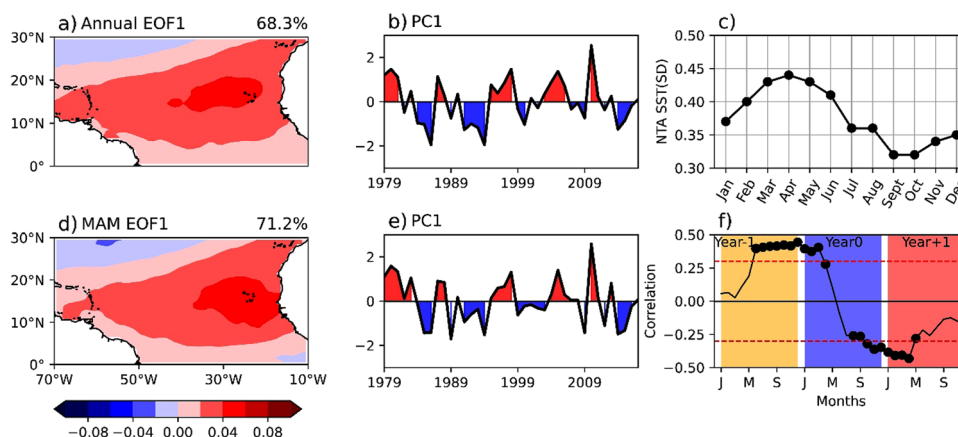 a) Annual EOF1 68.3%
30°N
20°N
10°N
0°
b) PC1
2
0
−2
1979 1989 1999 2009
c)
NTA SST(SD)
0.50
0.45
0.40
0.35
0.30
Jan Feb Mar Apr May Jun Jul Aug Sept Oct Nov De
d) MAM EOF1 71.2%
30°N
20°N
10°N
0°
70°W 50°W 30°W 10°W
−0.08 −0.04 0.00 0.04 0.08
e) PC1
2
0
−2
1979 1989 1999 2009
f)
Year-1 Year0 Year+1
Correlation
0.50
0.25
0.00
−0.25
−0.50
J M S J M S J M S
Months